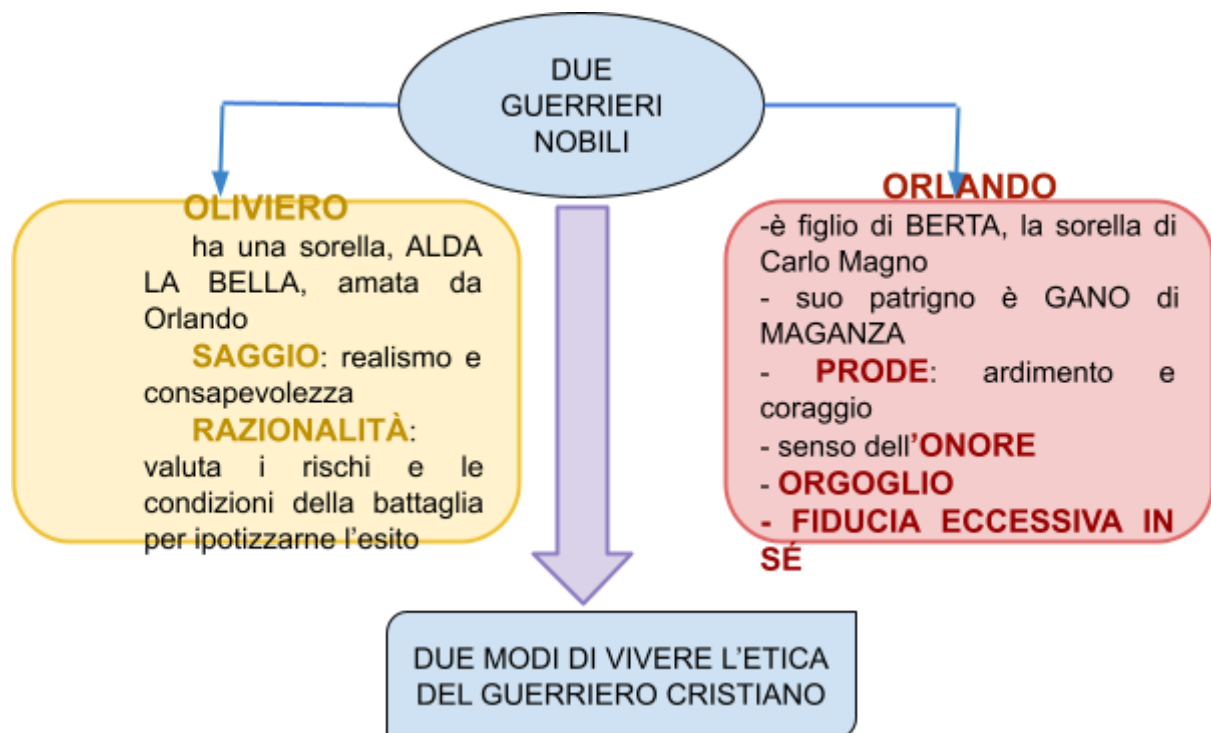 DUE
GUERRIERI
NOBILI
OLIVIERO
ha una sorella, ALDA
LA BELLA, amata da
Orlando
SAGGIO: realismo e
consapevolezza
RAZIONALITÀ:
valuta i rischi e le
condizioni della battaglia
per ipotizzarne l’esito
ORLANDO
-è figlio di BERTA, la sorella di
Carlo Magno
- suo patrigno è GANO di
MAGANZA
- PRODE: ardimento e
coraggio
- senso dell’ONORE
- ORGOGLIO
- FIDUCIA ECCESSIVA IN
SÉ
DUE MODI DI VIVERE L’ETICA
DEL GUERRIERO CRISTIANO